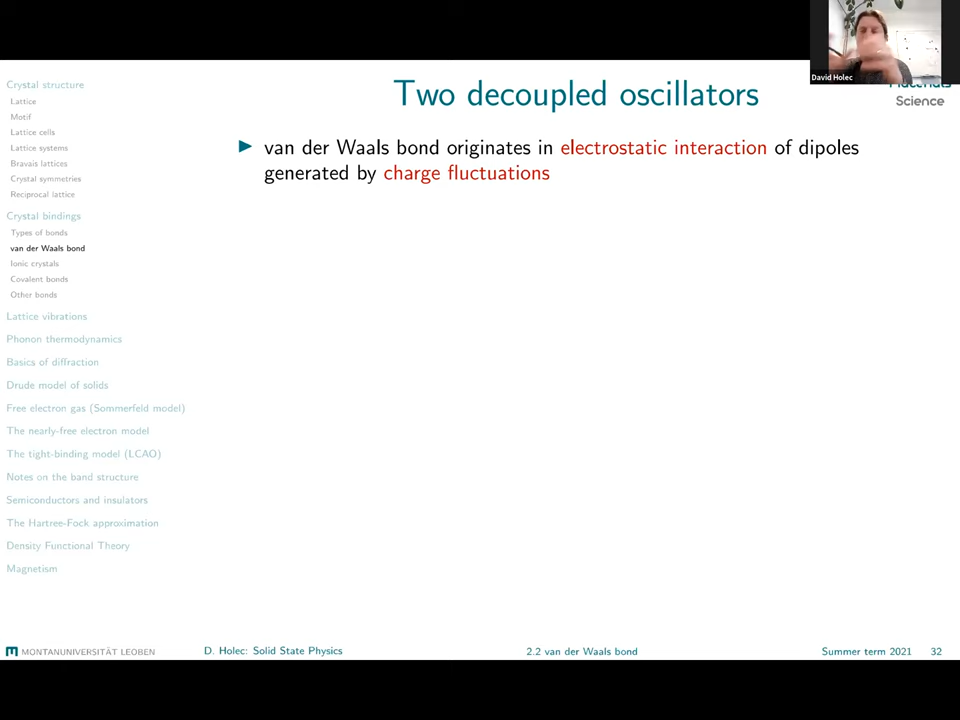 David Holec
Science
Crystal structure
Lattice
Motif
Lattice cells
Lattice systems
Bravais lattices
Crystal symmetries
Reciprocal lattice
Crystal bindings
Types of bonds
van der Waals bond
Ionic crystals
Covalent bonds
Other bonds
Lattice vibrations
Phonon thermodynamics
Basics of diffraction
Drude model of solids
Free electron gas (Sommerfeld model)
The nearly-free electron model
The tight-binding model (LCAO)
Notes on the band structure
Semiconductors and insulators
The Hartree-Fock approximation
Density Functional Theory
Magnetism
Two decoupled oscillators
van der Waals bond originates in electrostatic interaction of dipoles
generated by charge fluctuations
MONTANUNIVERSITÄT LEOBEN
D. Holec: Solid State Physics
2.2 van der Waals bond
Summer term 2021 32